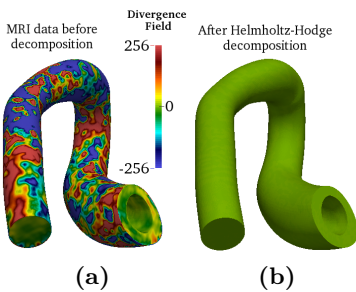 MRI data before
decomposition
Divergence
Field
256
0
-256
After Helmholtz-Hodge
decomposition
(a)
(b)